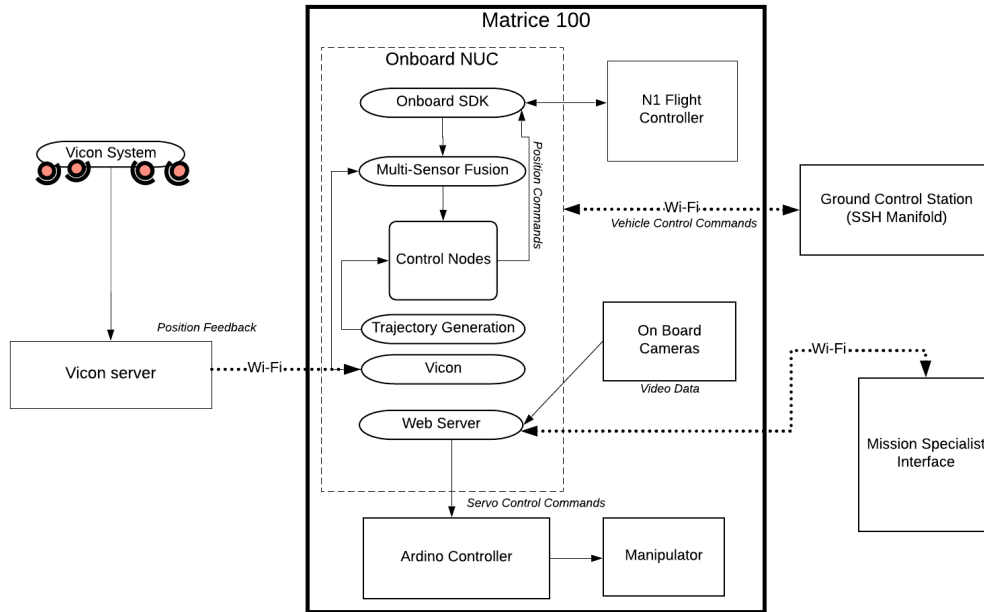 Matrice 100
Onboard NUC
Onboard SDK
N1 Flight
Controller
Vicon System
Multi-Sensor Fusion
Position Commands
Wi-Fi
Vehicle Control Commands
Ground Control Station
(SSH Manifold)
Control Nodes
Position Feedback
Trajectory Generation
On Board
Cameras
Wi-Fi
Vicon server
Wi-Fi
Vicon
Video Data
Web Server
Mission Specialist
Interface
Servo Control Commands
Ardino Controller
Manipulator